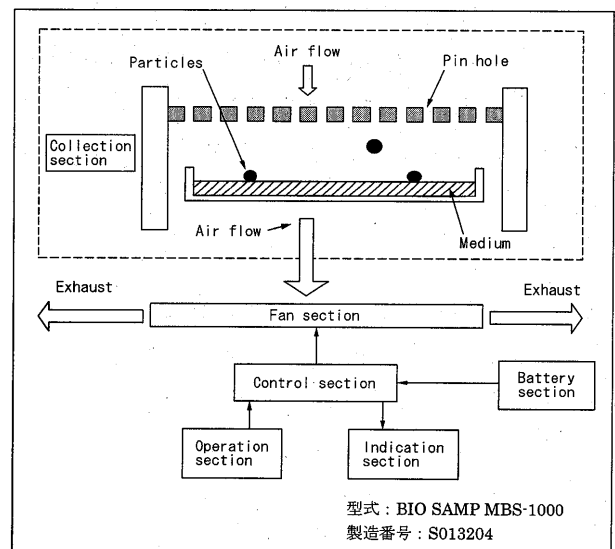 Air flow
Particles
Pin hole
Collection
section
Air flow
Medium
Exhaust
Exhaust
Fan section
Control section
Battery
section
Operation
section
Indication
section
型式：BIO SAMP MBS-1000
製造番号：S013204